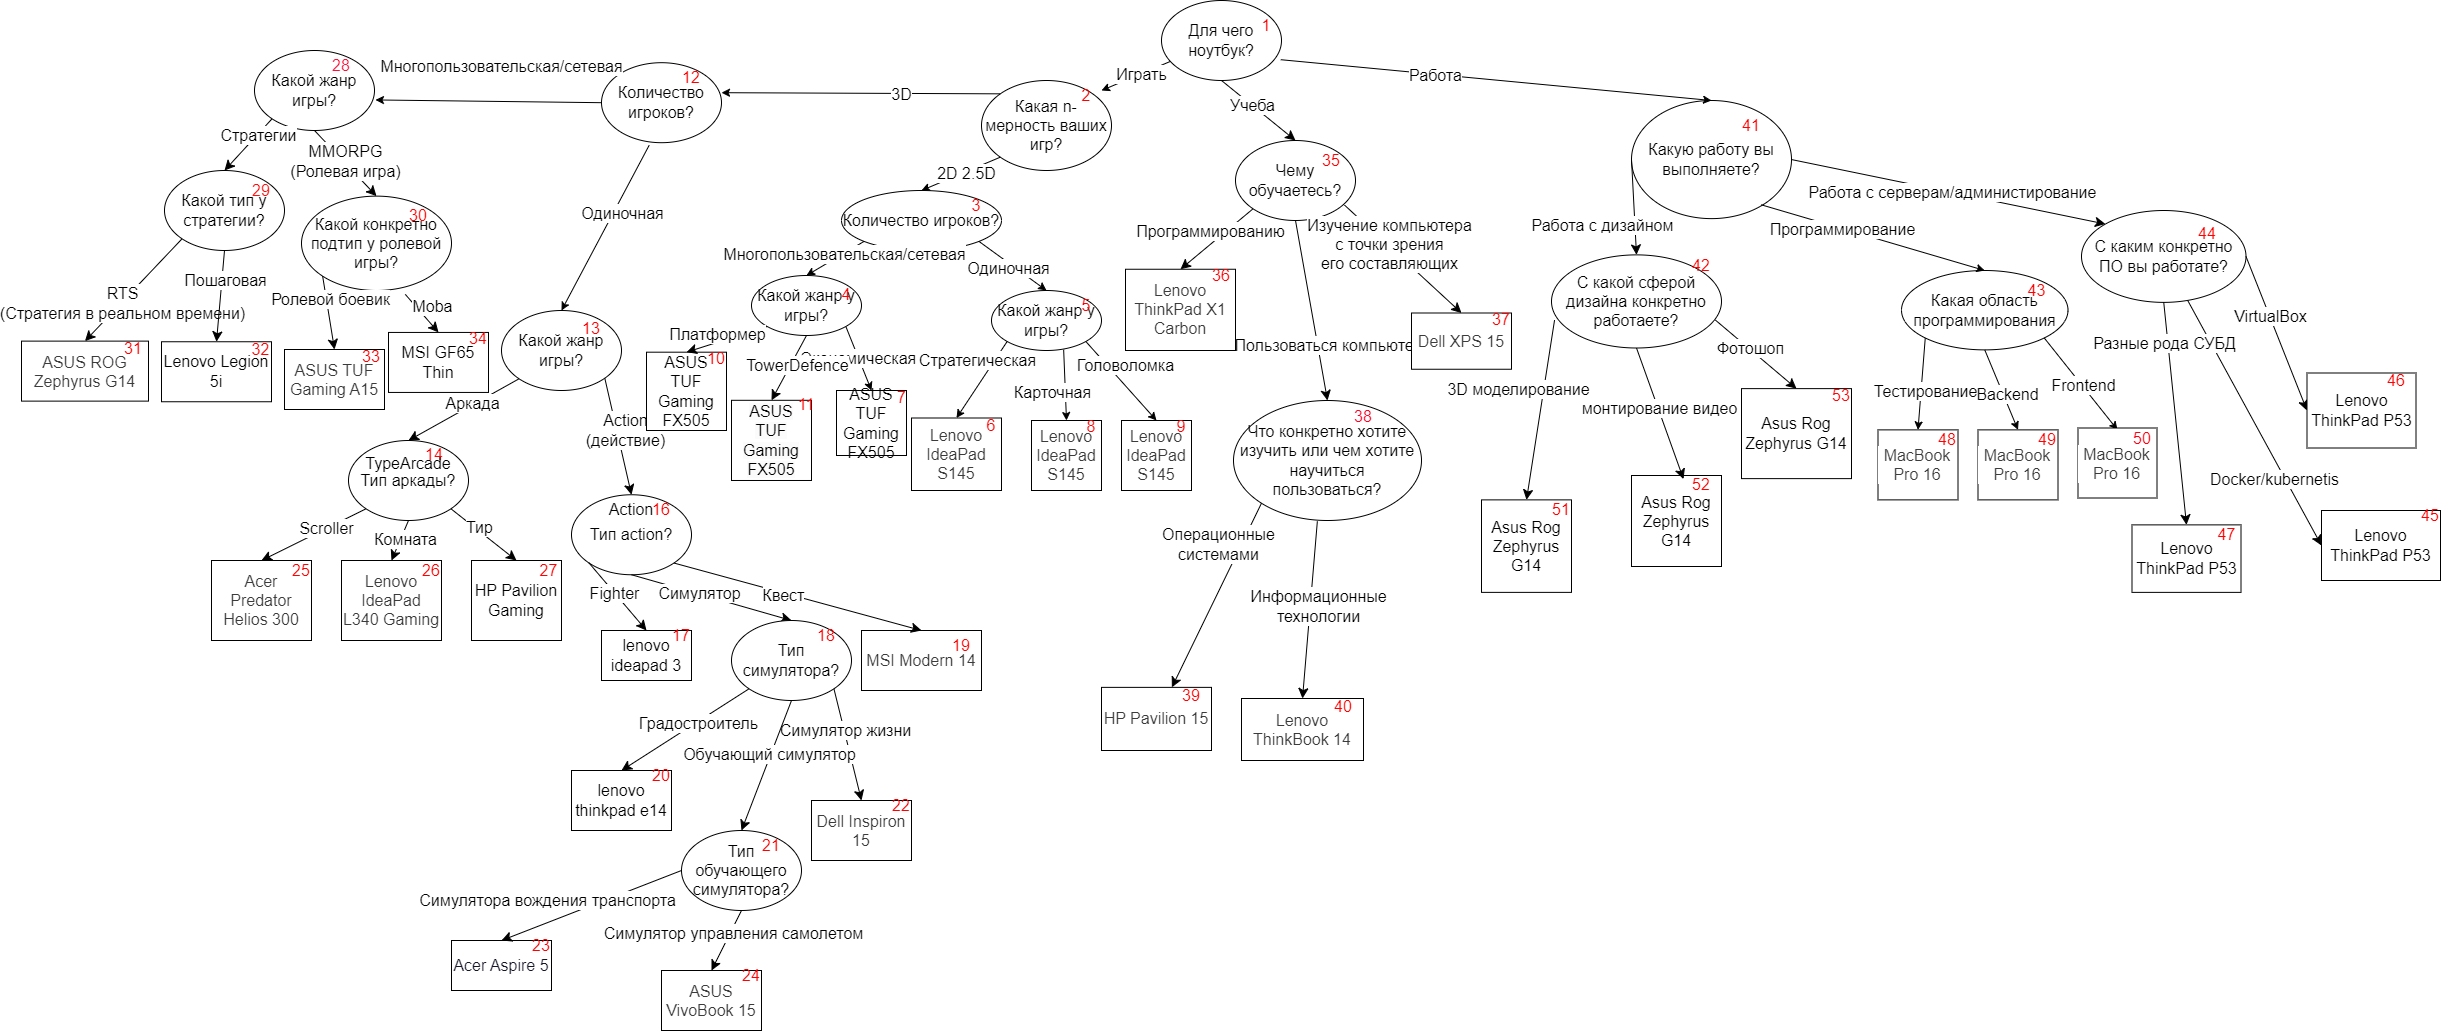 1
Для чего
ноутбук?
Играть
Учеба
Работа
2
Какая n-
мерность ваших
игр?
3D
2D 2.5D
12
Количество
игроков?
Многопользовательская/сетевая
Одиночная
28
Какой жанр
игры?
Стратегии
MMORPG
(Ролевая игра)
29
Какой тип у
стратегии?
RTS
(Стратегия в реальном времени)
Пошаговая
30
Какой конкретно
подтип у ролевой
игры?
Ролевой боевик
Moba
31
ASUS ROG
Zephyrus G14
32
Lenovo Legion
5i
33
ASUS TUF
Gaming A15
34
MSI GF65
Thin
3
Количество игроков?
Многопользовательская/сетевая
Одиночная
4
Какой жанр у
игры?
Платформер
TowerDefence
5
Какой жанр у
игры?
Стратегическая
Карточная
Головоломка
10
ASUS
TUF
Gaming
FX505
11
ASUS
TUF
Gaming
FX505
7
ASUS
TUF
Gaming
FX505
6
Lenovo
IdeaPad
S145
8
Lenovo
IdeaPad
S145
9
Lenovo
IdeaPad
S145
13
Какой жанр
игры?
Аркада
Action
(действие)
14
TypeArcade
Тип аркады?
Scroller
Комната
Тир
25
Acer
Predator
Helios 300
26
Lenovo
IdeaPad
L340 Gaming
27
HP Pavilion
Gaming
16
Action
Тип action?
Fighter
Симулятор
Квест
17
lenovo
ideapad 3
18
Тип
симулятора?
19
MSI Modern 14
Градостроитель
Обучающий симулятор
Симулятор жизни
20
lenovo
thinkpad e14
22
Dell Inspiron
15
21
Тип
обучающего
симулятора?
Симулятора вождения транспорта
Симулятор управления самолетом
23
Acer Aspire 5
24
ASUS
VivoBook 15
35
Чему
обучаетесь?
Программированию
Изучение компьютера
с точки зрения
его составляющих
Пользоваться компьюте
36
Lenovo
ThinkPad X1
Carbon
37
Dell XPS 15
38
Что конкретно хотите
изучить или чем хотите
научиться
пользоваться?
Операционные
системами
Информационные
технологии
39
HP Pavilion 15
40
Lenovo
ThinkBook 14
41
Какую работу вы
выполняете?
Работа с дизайном
Программирование
Работа с серверам/администирование
42
С какой сферой
дизайна конкретно
работаете?
3D моделирование
монтирование видео
Фотошоп
51
Asus Rog
Zephyrus
G14
52
Asus Rog
Zephyrus
G14
53
Asus Rog
Zephyrus G14
43
Какая область
программирования
Тестирование
Backend
Frontend
48
MacBook
Pro 16
49
MacBook
Pro 16
50
MacBook
Pro 16
44
С каким конкретно
ПО вы работате?
VirtualBox
Разные рода СУБД
Docker/kubernetis
46
Lenovo
ThinkPad P53
47
Lenovo
ThinkPad P53
45
Lenovo
ThinkPad P53